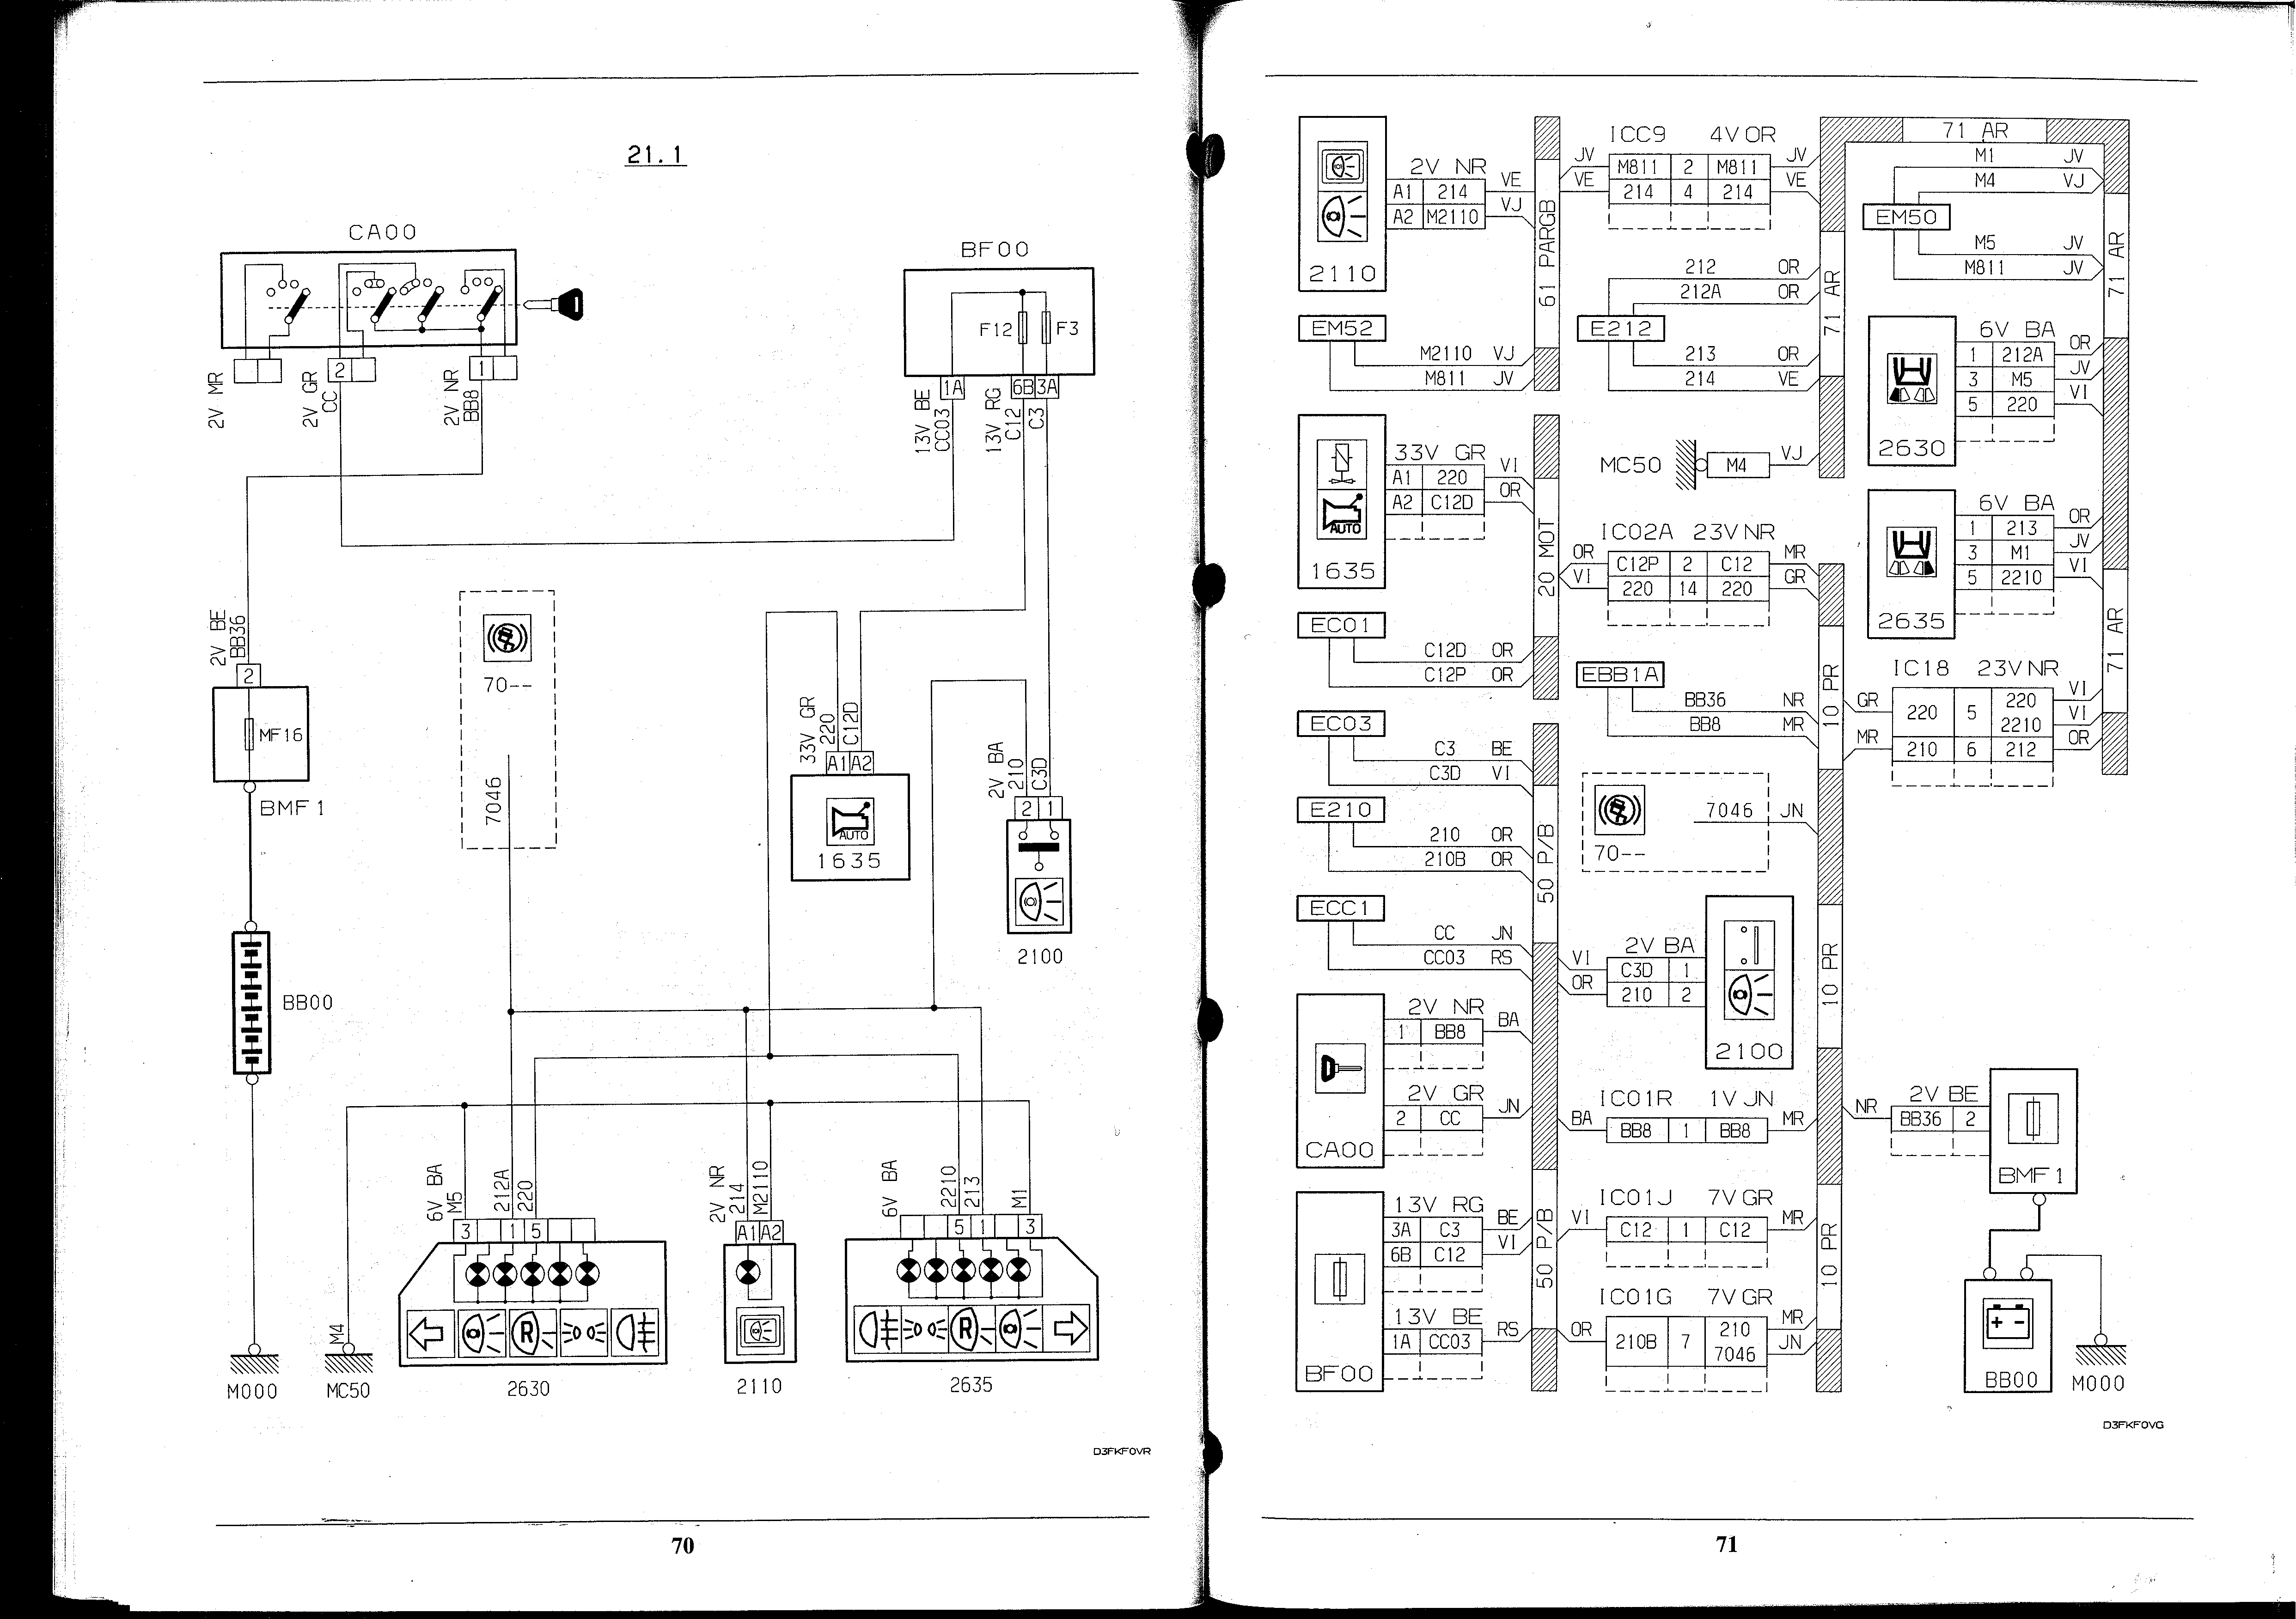 21.1
CA00
BF00
F12
F3
2
1
1A
6B
3A
2V MR
2V GR
CC
2V NR
BB8
13V BE
CC03
13V RG
C12
C3
2V BE
BB36
2
MF16
BMF1
BB00
70--
7046
33V GR
220
C12D
A1
A2
AUTO
1635
2V BA
210
C3D
2
1
2100
6V BA
M5
212A
220
3
1
5
2V NR
214
M2110
A1
A2
6V BA
2210
213
M1
5
1
3
R
R
M4
M000
MC50
2630
2110
2635
D3FKF0VR
70
2110
2V NR
A1 214 VE
A2 M2110 VJ
EM52
M2110 VJ
M811 JV
61 PARGB
ICC9 4V OR
JV M811 2 M811 JV
VE 214 4 214 VE
E212
212 OR
212A OR
213 OR
214 VE
71 AR
MC50 M4 VJ
71 AR
M1 JV
M4 VJ
EM50
M5 JV
M811 JV
71 AR
2630
6V BA
1 212A OR
3 M5 JV
5 220 VI
2635
6V BA
1 213 OR
3 M1 JV
5 2210 VI
71 AR
1635
AUTO
33V GR
A1 220 VI
A2 C12D OR
20 MOT
EC01
C12D OR
C12P OR
IC02A 23V NR
OR C12P 2 C12 MR
VI 220 14 220 GR
EBB1A
BB36 NR
BB8 MR
10 PR
IC18 23V NR
GR 220 5 220 VI
2210 VI
MR 210 6 212 OR
EC03
C3 BE
C3D VI
E210
210 OR
210B OR
50 P/B
ECC1
CC JN
CC03 RS
70--
7046 JN
2V BA
VI C3D 1
OR 210 2
2100
10 PR
CA00
2V NR
1 BB8 BA
2V GR
2 CC JN
IC01R 1V JN
BA BB8 1 BB8 MR
2V BE
NR BB36 2
BMF1
BF00
13V RG
3A C3 BE
6B C12 VI
13V BE
1A CC03 RS
50 P/B
IC01J 7V GR
VI C12 1 C12 MR
IC01G 7V GR
OR 210B 7 210 MR
7046 JN
10 PR
+ -
BB00
M000
D3FKF0VG
71